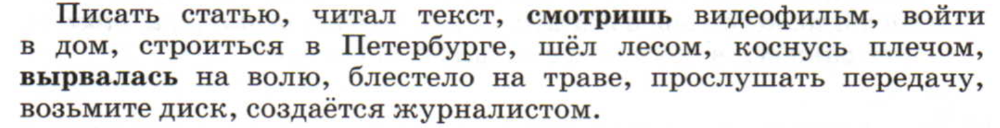 Писать статью, читал текст, смотришь видеофильм, войти
в дом, строиться в Петербурге, шёл лесом, коснусь плечом,
вырвалась на волю, блестело на траве, прослушать передачу,
возьмите диск, создаётся журналистом.